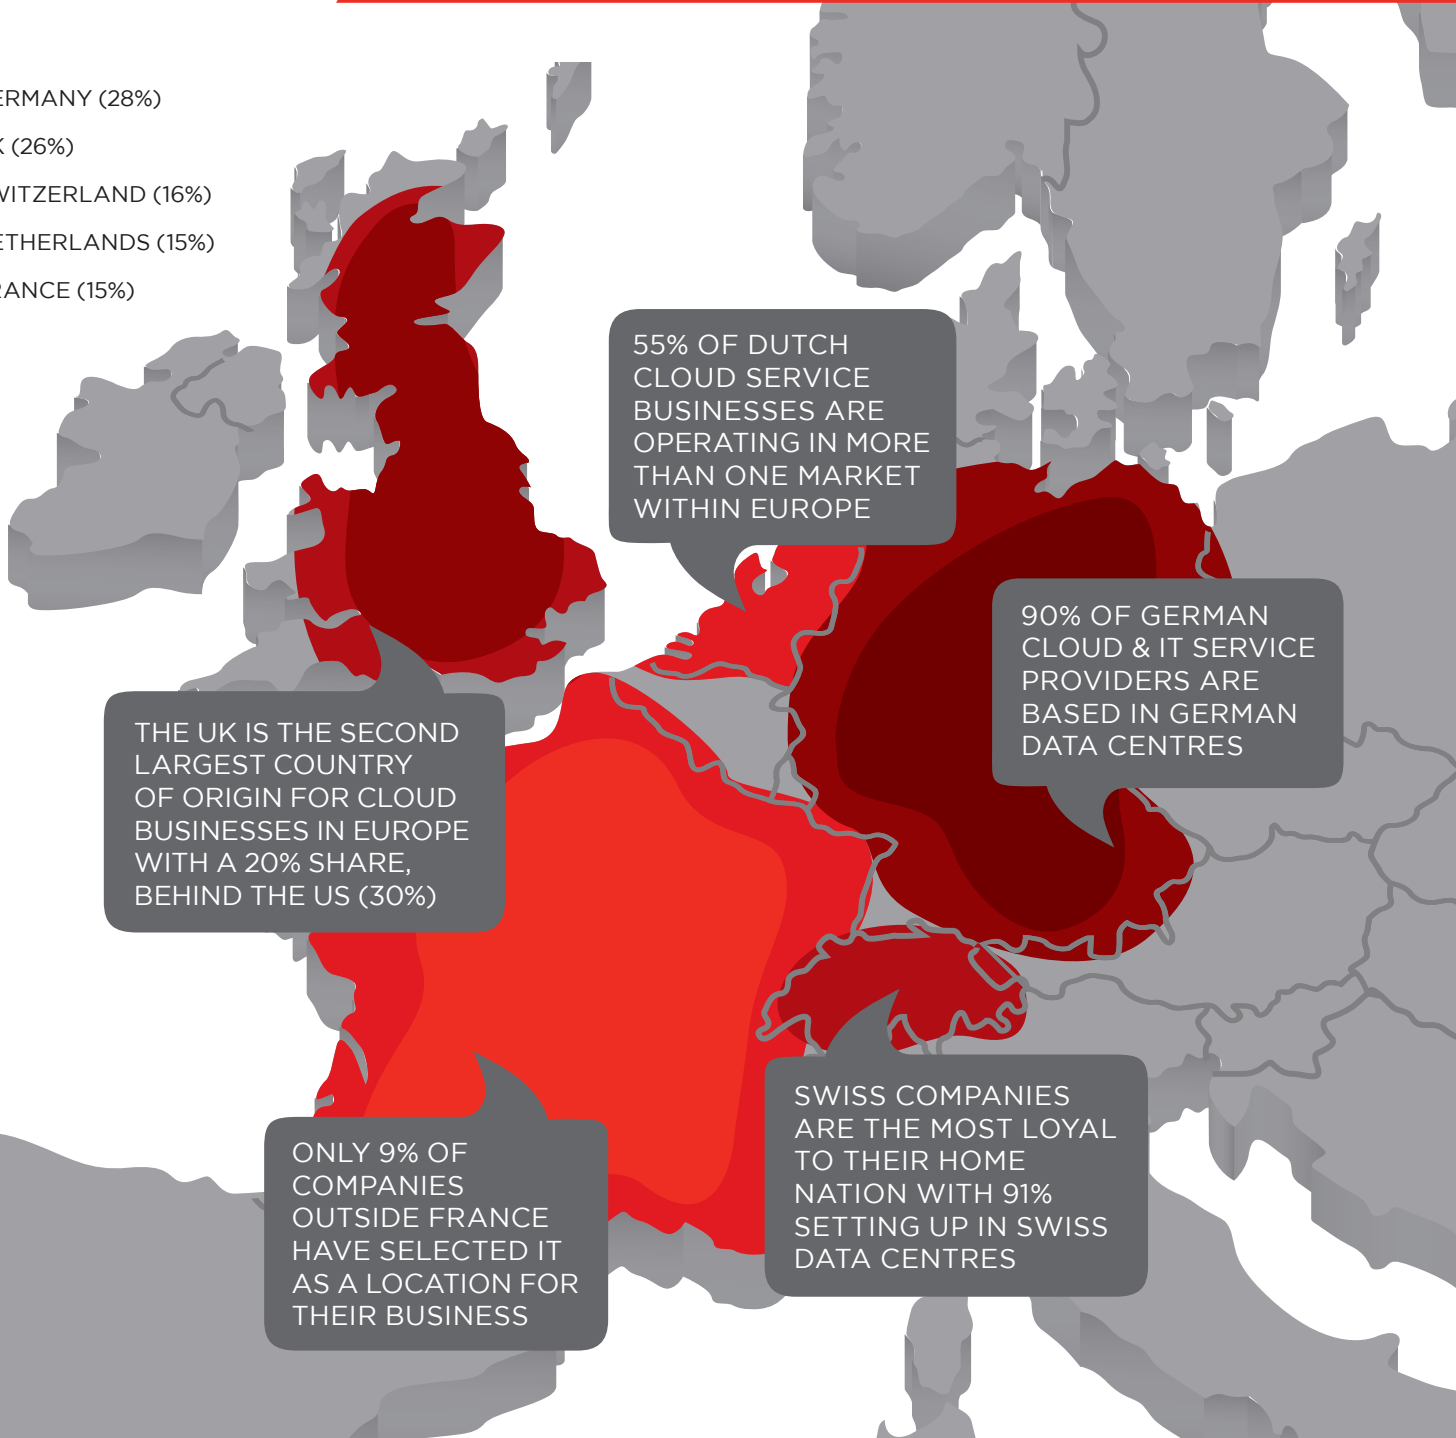 ERMANY (28%)
K (26%)
WITZERLAND (16%)
ETHERLANDS (15%)
RANCE (15%)
55% OF DUTCH
CLOUD SERVICE
BUSINESSES ARE
OPERATING IN MORE
THAN ONE MARKET
WITHIN EUROPE
90% OF GERMAN
CLOUD & IT SERVICE
PROVIDERS ARE
BASED IN GERMAN
DATA CENTRES
THE UK IS THE SECOND
LARGEST COUNTRY
OF ORIGIN FOR CLOUD
BUSINESSES IN EUROPE
WITH A 20% SHARE,
BEHIND THE US (30%)
SWISS COMPANIES
ARE THE MOST LOYAL
TO THEIR HOME
NATION WITH 91%
SETTING UP IN SWISS
DATA CENTRES
ONLY 9% OF
COMPANIES
OUTSIDE FRANCE
HAVE SELECTED IT
AS A LOCATION FOR
THEIR BUSINESS